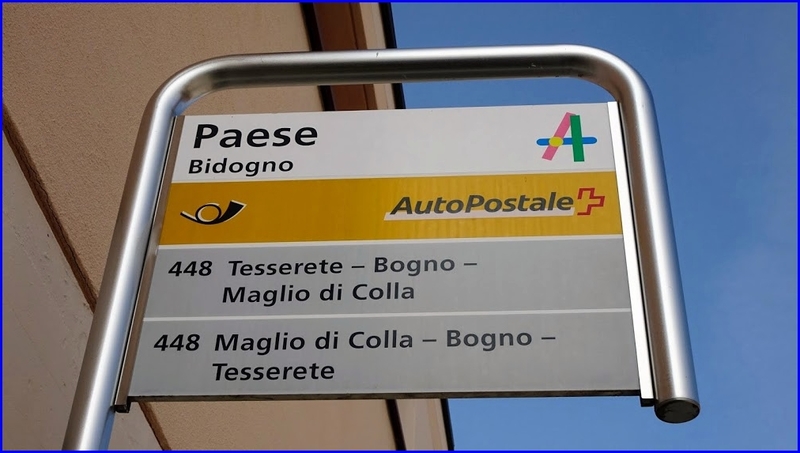 Paese
Bidogno
AutoPostale
448 Tesserete – Bogno –
Maglio di Colla
448 Maglio di Colla – Bogno –
Tesserete